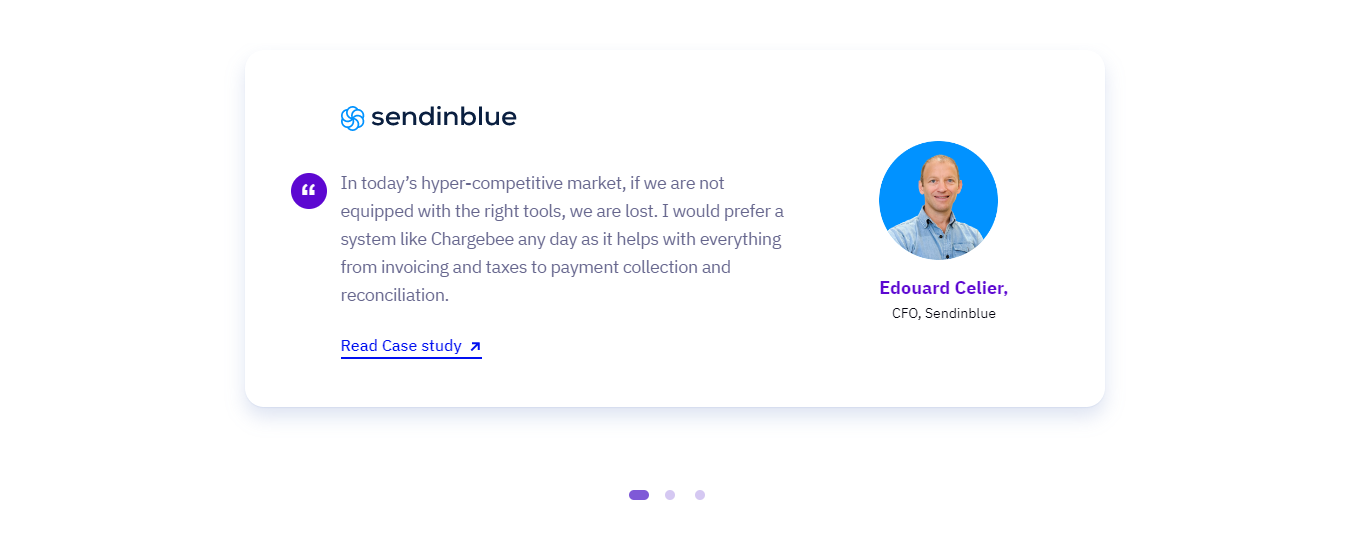 sendinblue
“
In today’s hyper-competitive market, if we are not
equipped with the right tools, we are lost. I would prefer a
system like Chargebee any day as it helps with everything
from invoicing and taxes to payment collection and
reconciliation.
Read Case study
Edouard Celier,
CFO, Sendinblue